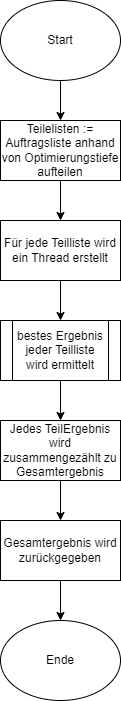 Start
Teilelisten :=
Auftragsliste anhand
von Optimierungstiefe
aufteilen
Für jede Teilliste wird
ein Thread erstellt
bestes Ergebnis
jeder Teilliste
wird ermittelt
Jedes TeilErgebnis
wird
zusammengezählt zu
Gesamtergebnis
Gesamtergebnis wird
zurückgegeben
Ende